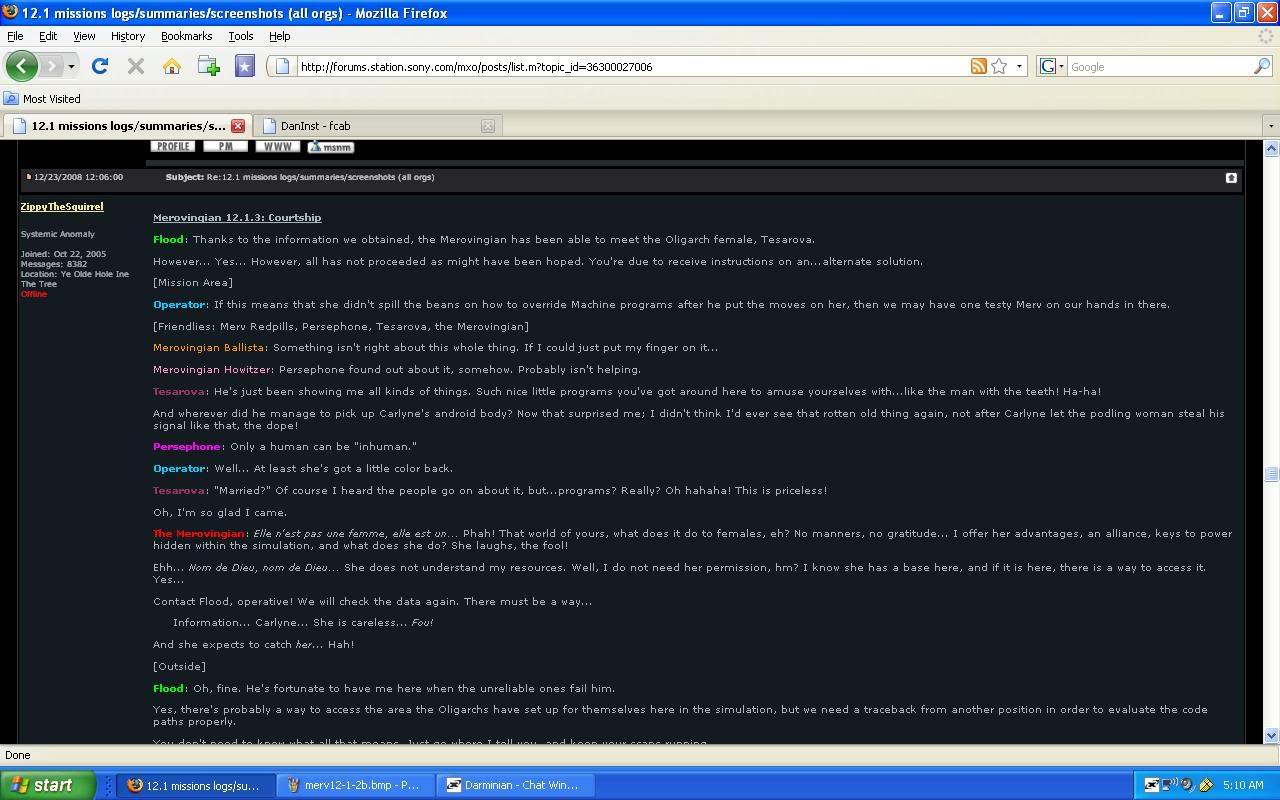 12.1 missions logs/summaries/screenshots (all orgs) - Mozilla Firefox
File Edit View History Bookmarks Tools Help
http://forums.station.sony.com/mxo/posts/list.m?topic_id=36300027006
G Google
Most Visited
12.1 missions logs/summaries/s...
DanInst - fcab
PROFILE PM WWW msnm
12/23/2008 12:06:00 Subject: Re:12.1 missions logs/summaries/screenshots (all orgs)
ZippyTheSquirrel
Systemic Anomaly
Joined: Oct 22, 2005
Messages: 8382
Location: Ye Olde Hole Ine
The Tree
Offline
Merovingian 12.1.3: Courtship
Flood: Thanks to the information we obtained, the Merovingian has been able to meet the Oligarch female, Tesarova.
However... Yes... However, all has not proceeded as might have been hoped. You're due to receive instructions on an...alternate solution.
[Mission Area]
Operator: If this means that she didn't spill the beans on how to override Machine programs after he put the moves on her, then we may have one testy Merv on our hands in there.
[Friendlies: Merv Redpills, Persephone, Tesarova, the Merovingian]
Merovingian Ballista: Something isn't right about this whole thing. If I could just put my finger on it...
Merovingian Howitzer: Persephone found out about it, somehow. Probably isn't helping.
Tesarova: He's just been showing me all kinds of things. Such nice little programs you've got around here to amuse yourselves with...like the man with the teeth! Ha-ha!
And wherever did he manage to pick up Carlyne's android body? Now that surprised me; I didn't think I'd ever see that rotten old thing again, not after Carlyne let the podling woman steal his
signal like that, the dope!
Persephone: Only a human can be "inhuman."
Operator: Well... At least she's got a little color back.
Tesarova: "Married?" Of course I heard the people go on about it, but...programs? Really? Oh hahaha! This is priceless!
Oh, I'm so glad I came.
The Merovingian: Elle n'est pas une femme, elle est un... Phah! That world of yours, what does it do to females, eh? No manners, no gratitude... I offer her advantages, an alliance, keys to power
hidden within the simulation, and what does she do? She laughs, the fool!
Ehh... Nom de Dieu, nom de Dieu... She does not understand my resources. Well, I do not need her permission, hm? I know she has a base here, and if it is here, there is a way to access it.
Yes...
Contact Flood, operative! We will check the data again. There must be a way...
Information... Carlyne... She is careless... Fou!
And she expects to catch her... Hah!
[Outside]
Flood: Oh, fine. He's fortunate to have me here when the unreliable ones fail him.
Yes, there's probably a way to access the area the Oligarchs have set up for themselves here in the simulation, but we need a traceback from another position in order to evaluate the code
paths properly.
You don't need to know what all that means. Just go where I tell you, and keep your scans running.
Done
start
12.1 missions logs/su...
merv12-1-2b.bmp - P...
Darminian - Chat Win...
5:10 AM